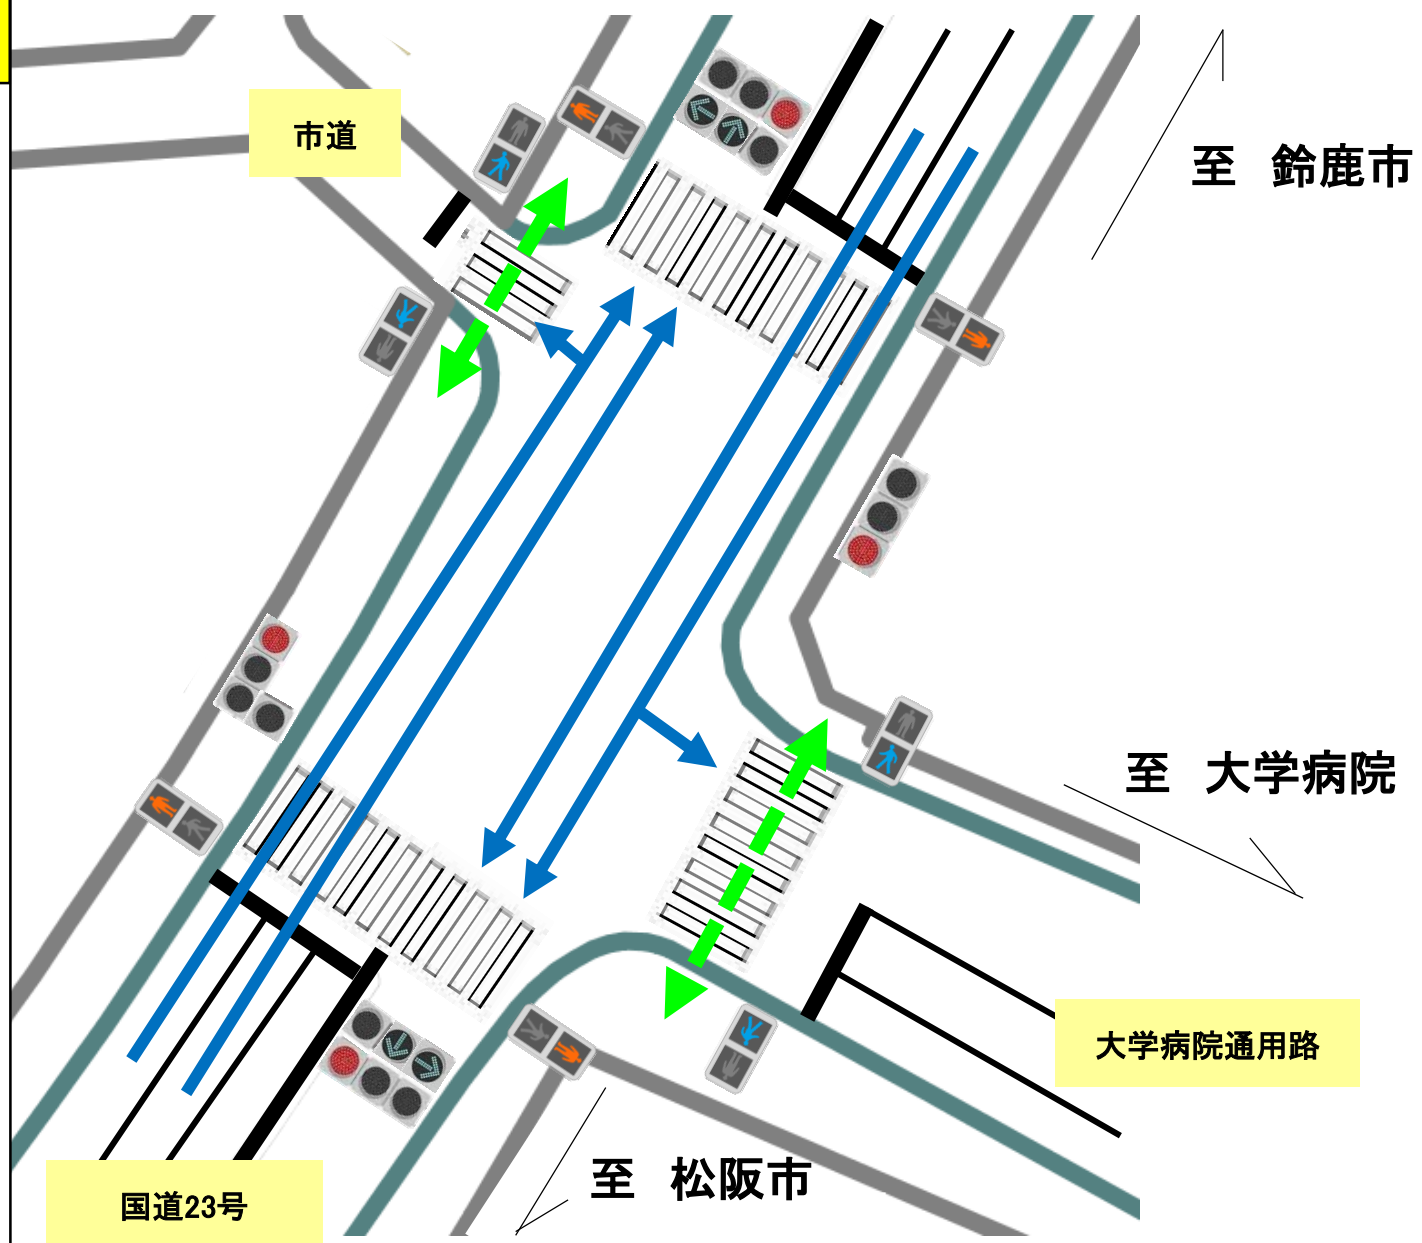 市道
至　鈴鹿市
至　大学病院
大学病院通用路
至　松阪市
国道23号